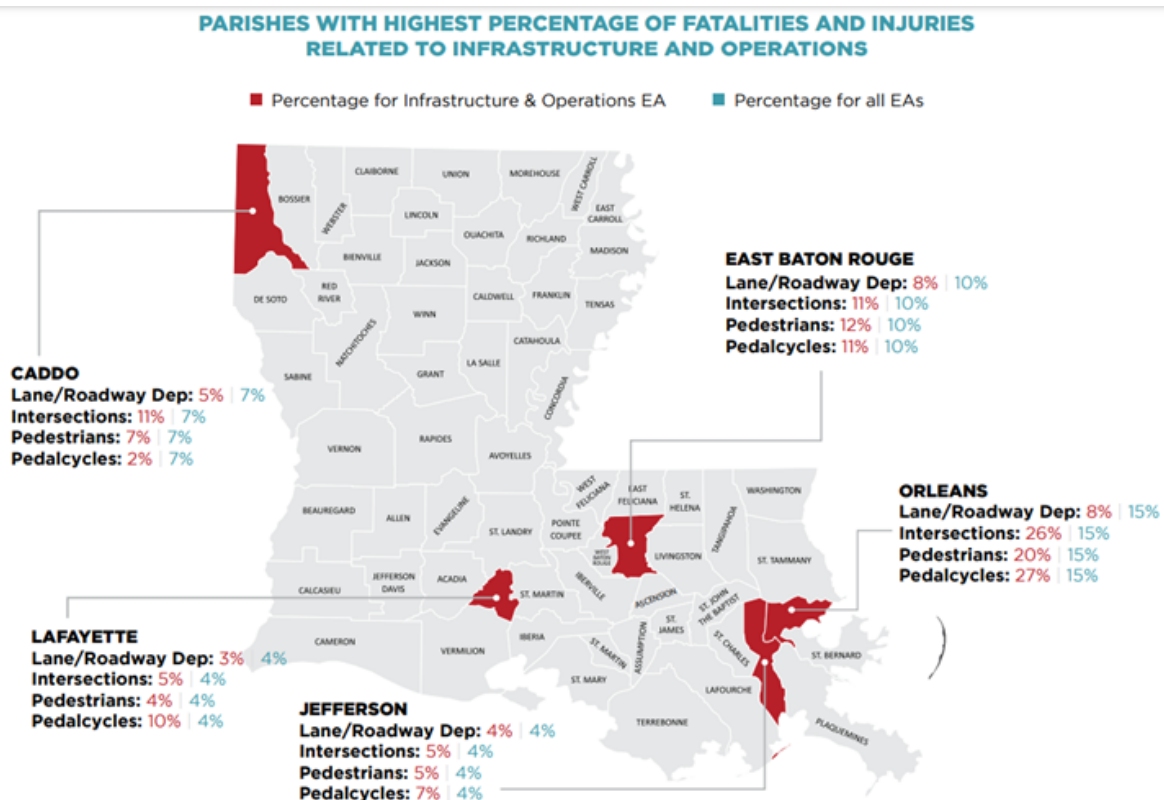 PARISHES WITH HIGHEST PERCENTAGE OF FATALITIES AND INJURIES
RELATED TO INFRASTRUCTURE AND OPERATIONS
Percentage for Infrastructure & Operations EA
Percentage for all EAs
CADDO
Lane/Roadway Dep: 5% | 7%
Intersections: 11% | 7%
Pedestrians: 7% | 7%
Pedalcycles: 2% | 7%
EAST BATON ROUGE
Lane/Roadway Dep: 8% | 10%
Intersections: 11% | 10%
Pedestrians: 12% | 10%
Pedalcycles: 11% | 10%
ORLEANS
Lane/Roadway Dep: 8% | 15%
Intersections: 26% | 15%
Pedestrians: 20% | 15%
Pedalcycles: 27% | 15%
LAFAYETTE
Lane/Roadway Dep: 3% | 4%
Intersections: 5% | 4%
Pedestrians: 4% | 4%
Pedalcycles: 10% | 4%
JEFFERSON
Lane/Roadway Dep: 4% | 4%
Intersections: 5% | 4%
Pedestrians: 5% | 4%
Pedalcycles: 7% | 4%
BOSSIER
WEBSTER
CLAIBORNE
UNION
MOREHOUSE
WEST CARROLL
EAST
CARROLL
LINCOLN
OUACHITA
RICHLAND
MADISON
BIENVILLE
JACKSON
DE SOTO
RED
RIVER
CALDWELL
FRANKLIN
TENSAS
WINN
NATCHITOCHES
CATAHOULA
SABINE
GRANT
LA SALLE
CONCORDIA
VERNON
RAPIDES
AVOYELLES
WEST
FELICIANA
EAST
FELICIANA
ST.
HELENA
WASHINGTON
BEAUREGARD
ALLEN
EVANGELINE
ST. LANDRY
POINTE
COUPEE
WEST
BATON
ROUGE
LIVINGSTON
TANGIPAHOA
ST. TAMMANY
CALCASIEU
JEFFERSON
DAVIS
ACADIA
ST. MARTIN
IBERVILLE
ASCENSION
ST. JOHN
THE BAPTIST
CAMERON
VERMILION
IBERIA
ST. MARTIN
ASSUMPTION
ST.
JAMES
ST. CHARLES
ST. BERNARD
ST. MARY
LAFOURCHE
TERREBONNE
PLAQUEMINES